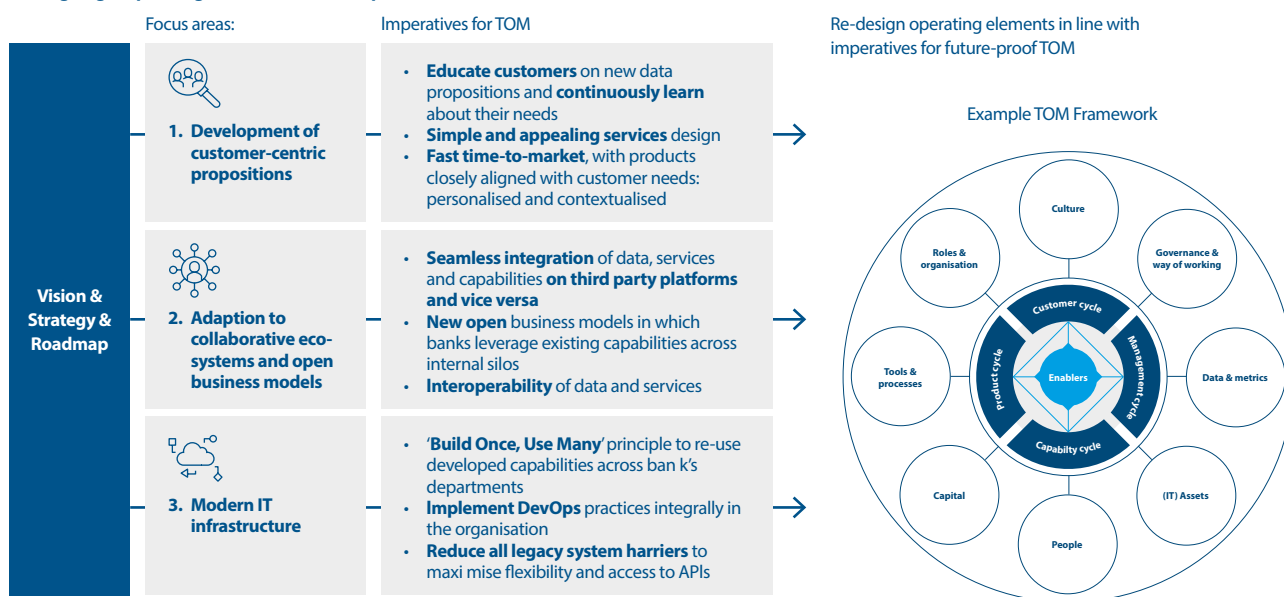 Focus areas:
Imperatives for TOM
Re-design operating elements in line with
imperatives for future-proof TOM
Vision &
Strategy &
Roadmap
1. Development of
customer-centric
propositions
• Educate customers on new data
propositions and continuously learn
about their needs
• Simple and appealing services design
• Fast time-to-market, with products
closely aligned with customer needs:
personalised and contextualised
2. Adaption to
collaborative eco-
systems and open
business models
• Seamless integration of data, services
and capabilities on third party platforms
and vice versa
• New open business models in which
banks leverage existing capabilities across
internal silos
• Interoperability of data and services
3. Modern IT
infrastructure
• ‘Build Once, Use Many’ principle to re-use
developed capabilities across ban k’s
departments
• Implement DevOps practices integrally in
the organisation
• Reduce all legacy system harriers to
maxi mise flexibility and access to APIs
Example TOM Framework
Culture
Roles &
organisation
Governance &
way of working
Customer cycle
Tools &
processes
Product cycle
Enablers
Management cycle
Data & metrics
Capabilty cycle
Capital
(IT) Assets
People